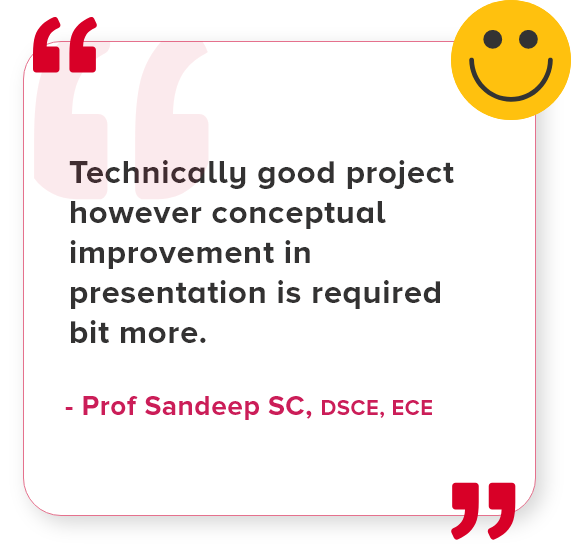 Technically good project
however conceptual
improvement in
presentation is required
bit more.
- Prof Sandeep SC, DSCE, ECE